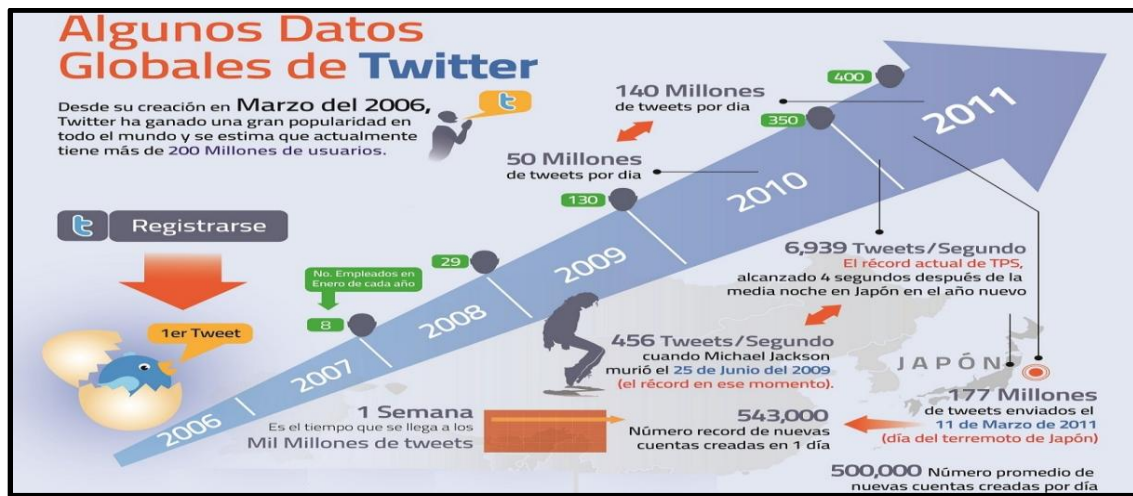 Algunos Datos
Globales de Twitter
Desde su creación en Marzo del 2006,
Twitter ha ganado una gran popularidad en
todo el mundo y se estima que actualmente
tiene más de 200 Millones de usuarios.
t
t
Registrarse
1er Tweet
No. Empleados en
Enero de cada año
8
29
130
350
400
2006
2007
2008
2009
2010
2011
140 Millones
de tweets por dia
50 Millones
de tweets por dia
6,939 Tweets/Segundo
El récord actual de TPS,
alcanzado 4 segundos después de la
media noche en Japón en el año nuevo
456 Tweets/Segundo
cuando Michael Jackson
murió el 25 de Junio del 2009
(el récord en ese momento).
JAPÓN
177 Millones
de tweets enviados el
11 de Marzo de 2011
(día del terremoto de Japón)
1 Semana
Es el tiempo que se llega a los
Mil Millones de tweets
543,000
Número record de nuevas
cuentas creadas en 1 día
500,000 Número promedio de
nuevas cuentas creadas por día